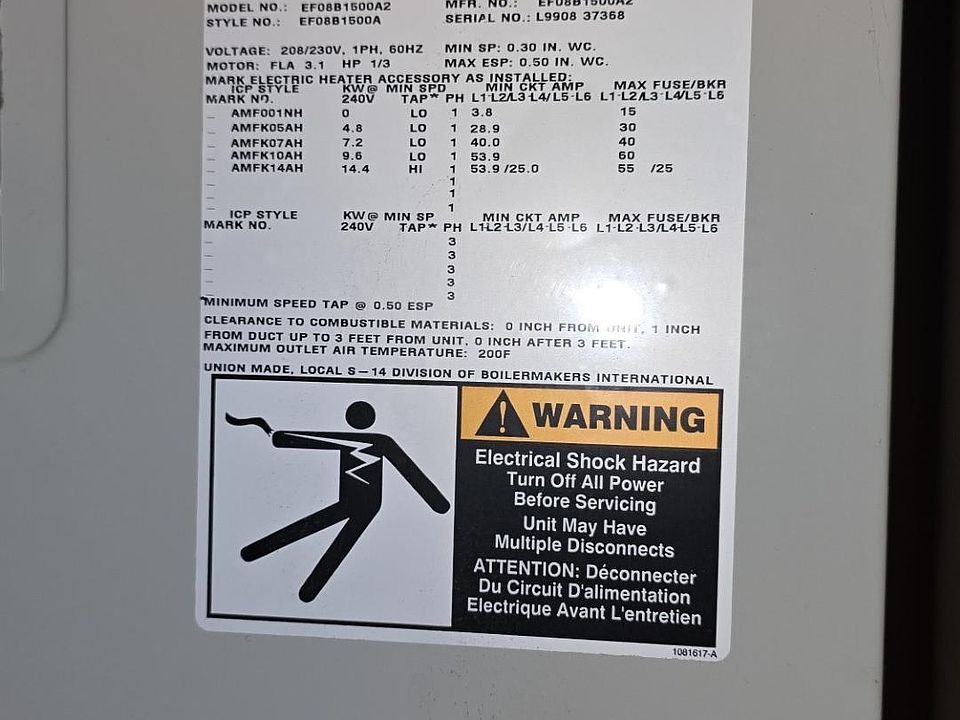 MODEL NO.: EF08B1500A2 MFR. NO.: EF08B1500A2
STYLE NO.: EF08B1500A SERIAL NO.: L9908 37368
VOLTAGE: 208/230V, 1PH, 60HZ MIN SP: 0.30 IN. WC.
MOTOR: FLA 3.1 HP 1/3 MAX ESP: 0.50 IN. WC.
MARK ELECTRIC HEATER ACCESSORY AS INSTALLED:
ICP STYLE KW@ MIN SPD MIN CKT AMP MAX FUSE/BKR
MARK NO. 240V TAP* PH L1-L2/L3-L4/L5-L6 L1-L2/L3-L4/L5-L6
_ AMF001NH 0 LO 1 3.8 15
_ AMFK05AH 4.8 LO 1 28.9 30
_ AMFK07AH 7.2 LO 1 40.0 40
_ AMFK10AH 9.6 LO 1 53.9 60
_ AMFK14AH 14.4 HI 1 53.9 /25.0 55 /25
_ 1
_ 1
_ 1
ICP STYLE KW@ MIN SP MIN CKT AMP MAX FUSE/BKR
MARK NO. 240V TAP* PH L1-L2-L3/L4-L5-L6 L1-L2-L3/L4-L5-L6
_ 3
_ 3
_ 3
_ 3
_ 3
*MINIMUM SPEED TAP @ 0.50 ESP
CLEARANCE TO COMBUSTIBLE MATERIALS: 0 INCH FROM UNIT, 1 INCH
FROM DUCT UP TO 3 FEET FROM UNIT, 0 INCH AFTER 3 FEET.
MAXIMUM OUTLET AIR TEMPERATURE: 200F
UNION MADE, LOCAL S-14 DIVISION OF BOILERMAKERS INTERNATIONAL
WARNING
Electrical Shock Hazard
Turn Off All Power
Before Servicing
Unit May Have
Multiple Disconnects
ATTENTION: Déconnecter
Du Circuit D'alimentation
Electrique Avant L'entretien
1081617-A